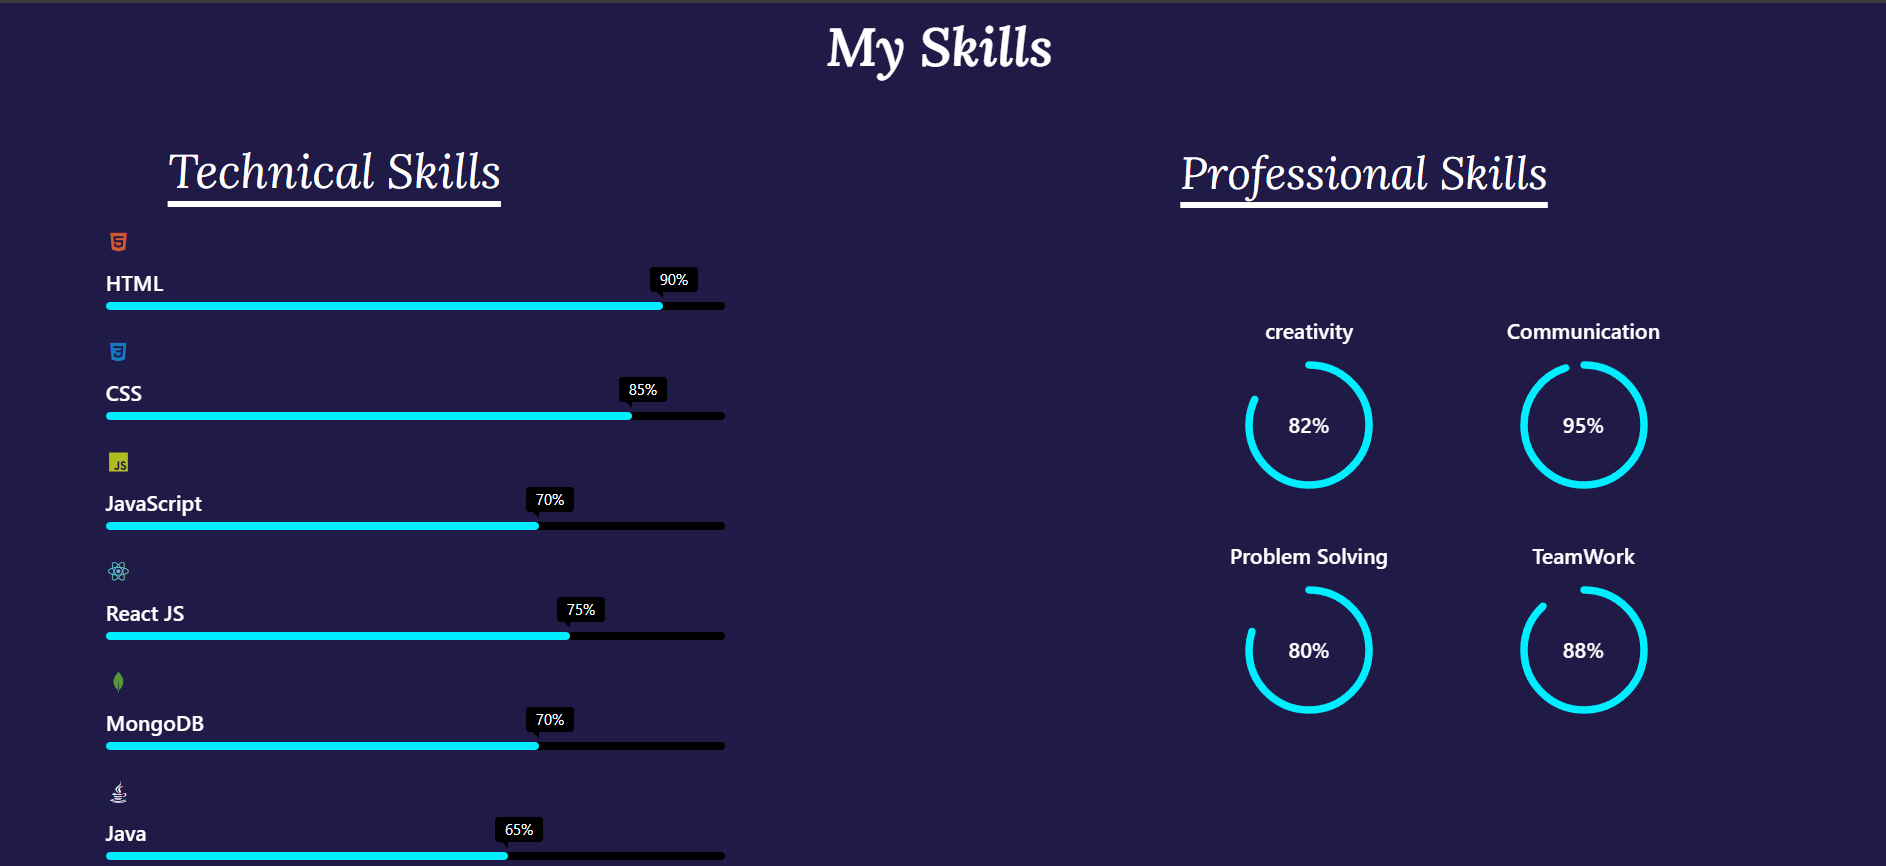 My Skills
Technical Skills
HTML
90%
CSS
85%
JS
JavaScript
70%
React JS
75%
MongoDB
70%
Java
65%
Professional Skills
creativity
82%
Communication
95%
Problem Solving
80%
TeamWork
88%